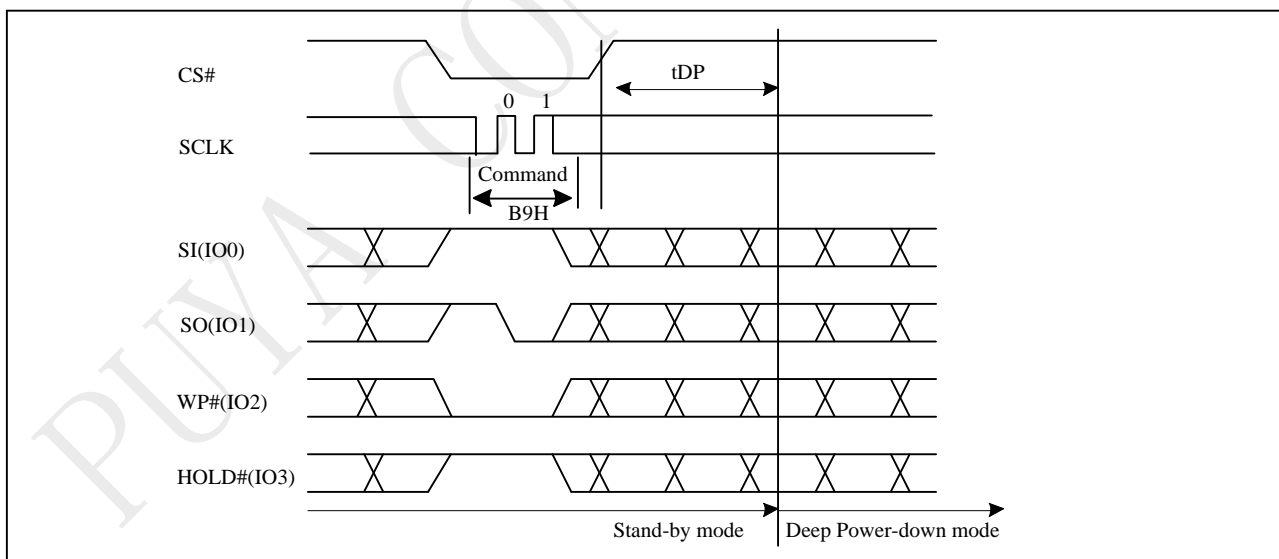 CS#
tDP
0 1
SCLK
Command
B9H
SI(IO0)
SO(IO1)
WP#(IO2)
HOLD#(IO3)
Stand-by mode Deep Power-down mode
PUYA